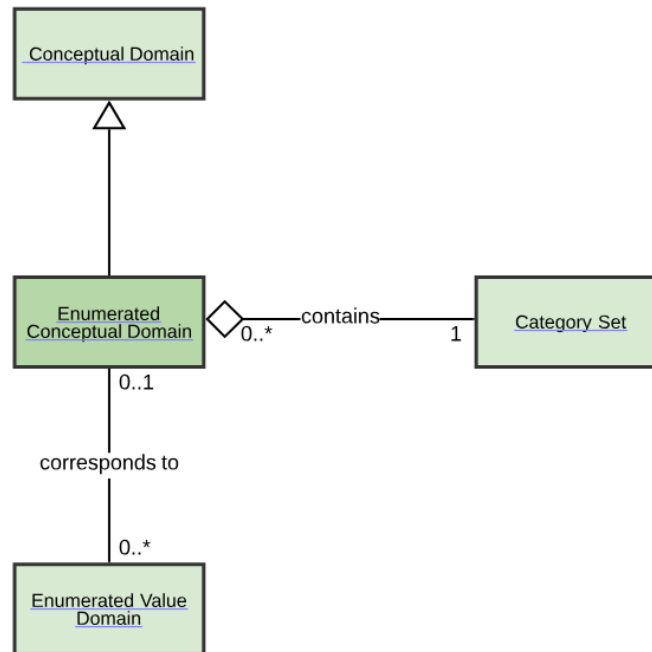 Conceptual Domain
Enumerated
Conceptual Domain
contains
0..*
1
Category Set
0..1
corresponds to
0..*
Enumerated Value
Domain